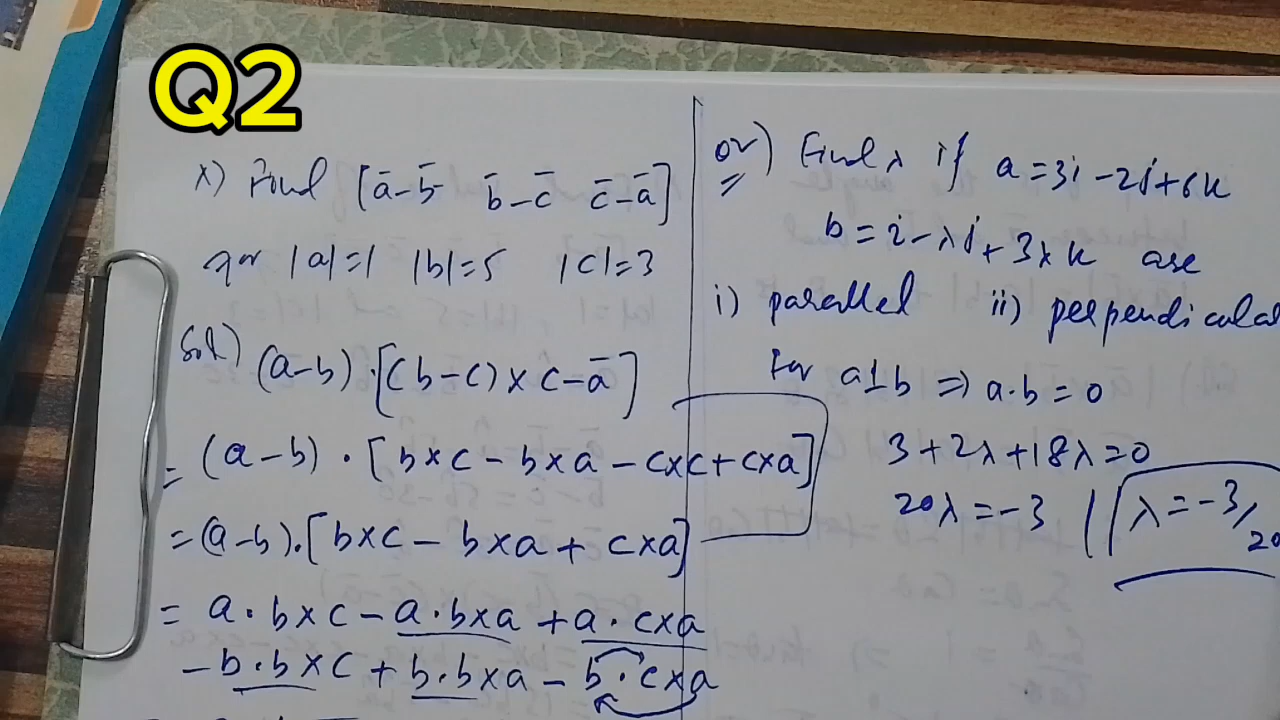 Q2
x) Find [a̅-b̅ b̅-c̅ c̅-a̅]
for |a|=1 |b|=5 |c|=3
Sol) (a-b)·[(b-c)×c-a̅]
= (a-b)·[b×c-b×a-c×c+c×a]
= (a-b)·[b×c-b×a+c×a]
= a·b×c-a·b×a+a·c×a
-b·b×c+b·b×a-b·c×a
or) Find λ if a=3i-2j+6k
b=i-λj+3λk are
i) parallel ii) perpendicular
For a⊥b ⇒ a·b=0
3+2λ+18λ=0
20λ=-3 || λ=-3/20